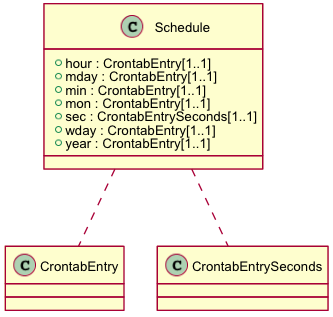 C Schedule
hour : CrontabEntry[1..1]
mday : CrontabEntry[1..1]
min : CrontabEntry[1..1]
mon : CrontabEntry[1..1]
sec : CrontabEntrySeconds[1..1]
wday : CrontabEntry[1..1]
year : CrontabEntry[1..1]
C CrontabEntry
C CrontabEntrySeconds